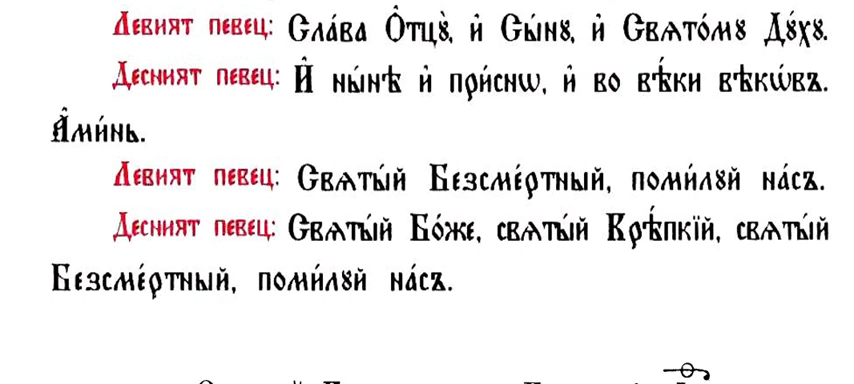 Левият певец: Сла́ва Ѻ҆тцꙋ̀, и҆ Сы́нꙋ, и҆ Свѧто́мꙋ Дꙋ́хꙋ.
Десният певец: И҆ ны́нѣ и҆ при́снѡ, и҆ во вѣ́ки вѣкѡ́въ.
А҆ми́нь.
Левият певец: Свѧты́й Безсме́ртный, поми́лꙋй на́съ.
Десният певец: Свѧты́й Бо́же, свѧты́й Крѣ́пкїй, свѧты́й
Безсме́ртный, поми́лꙋй на́съ.